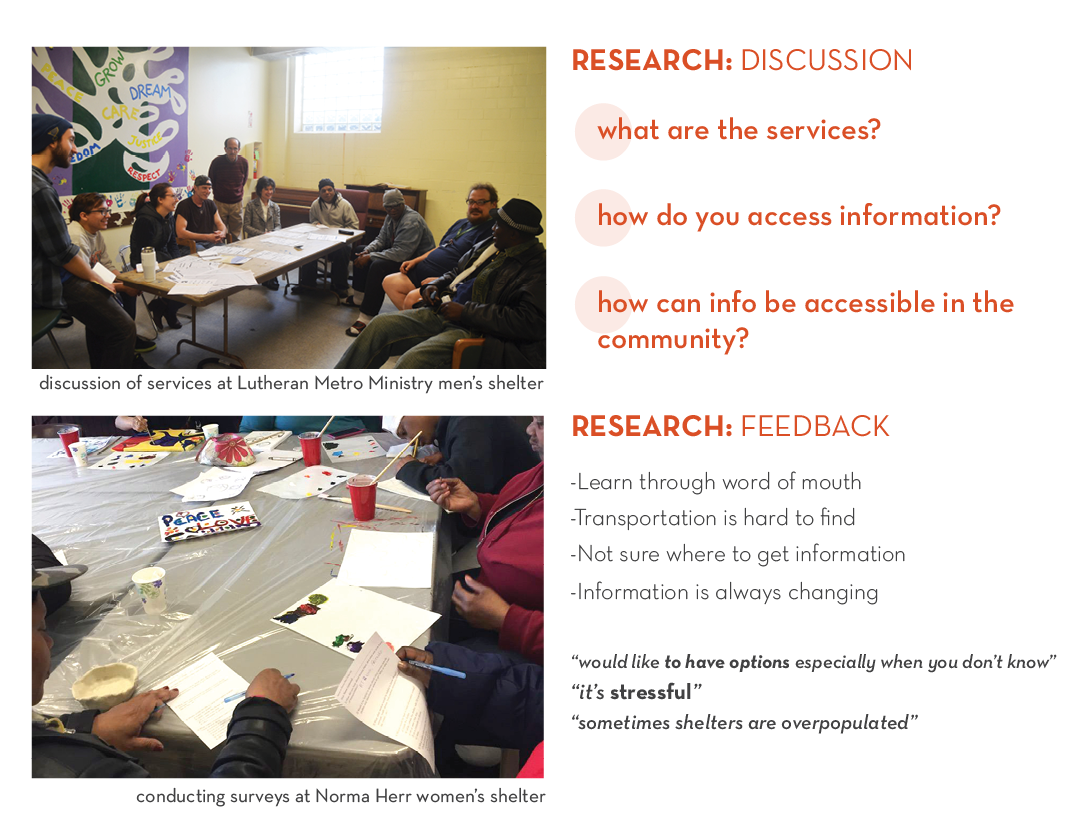 PEACE
GROW
DREAM
CARE
JUSTICE
EDOM
RESPECT
discussion of services at Lutheran Metro Ministry men's shelter
PEACE
LOVE
conducting surveys at Norma Herr women's shelter
RESEARCH: DISCUSSION
what are the services?
how do you access information?
how can info be accessible in the
community?
RESEARCH: FEEDBACK
-Learn through word of mouth
-Transportation is hard to find
-Not sure where to get information
-Information is always changing
“would like to have options especially when you don't know”
“it's stressful”
“sometimes shelters are overpopulated”